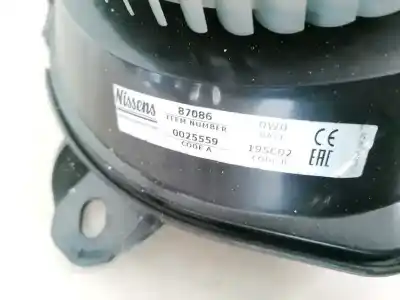 Nissens
87086
ITEM NUMBER
0025559
CODE A
DATE
195C02
CODE B
CE
EAC